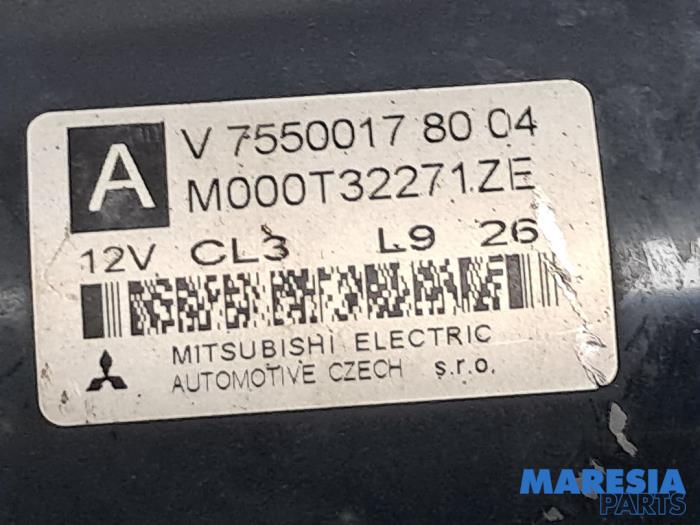 A
V 7550017 80 04
M000T32271ZE
12V CL3 L9 26
MITSUBISHI ELECTRIC
AUTOMOTIVE CZECH s.r.o.
MARESIA
PARTS